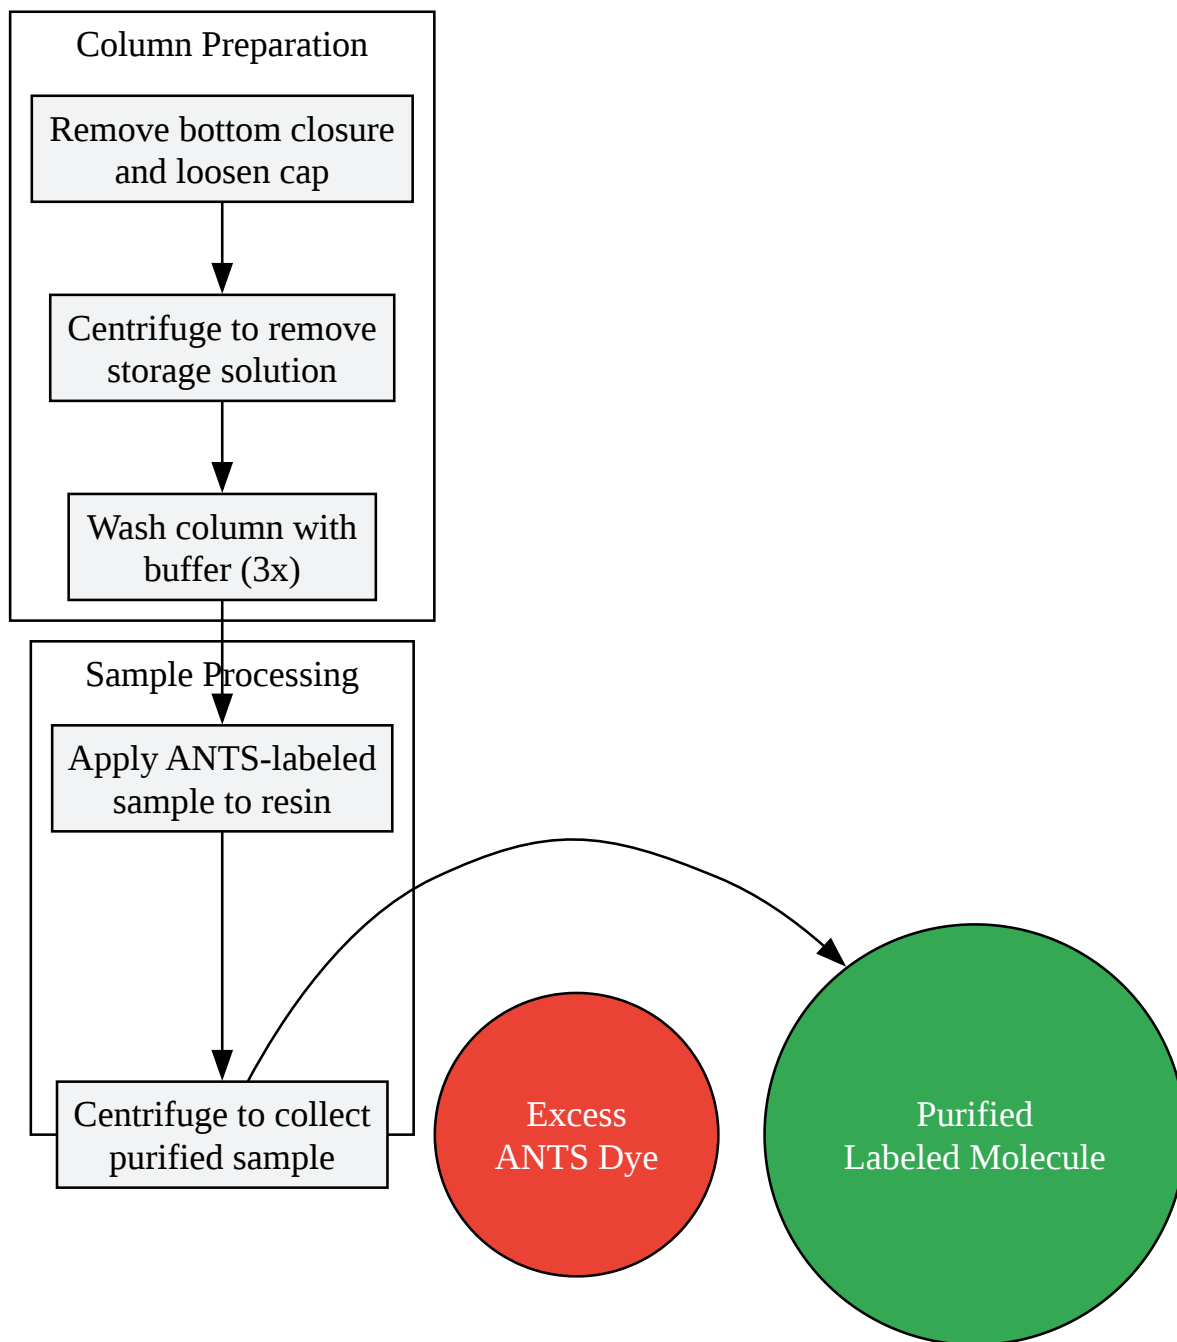 Column Preparation
Remove bottom closure
and loosen cap
Centrifuge to remove
storage solution
Wash column with
buffer (3x)
Sample Processing
Apply ANTS-labeled
sample to resin
Centrifuge to collect
purified sample
Excess
ANTS Dye
Purified
Labeled Molecule